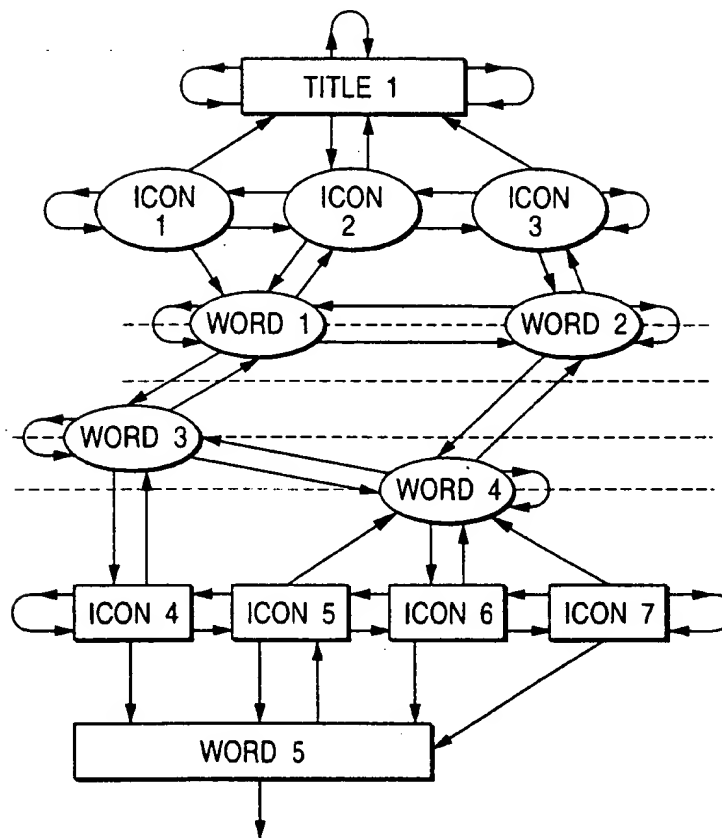 TITLE 1
ICON
1
ICON
2
ICON
3
WORD 1
WORD 2
WORD 3
WORD 4
ICON 4
ICON 5
ICON 6
ICON 7
WORD 5